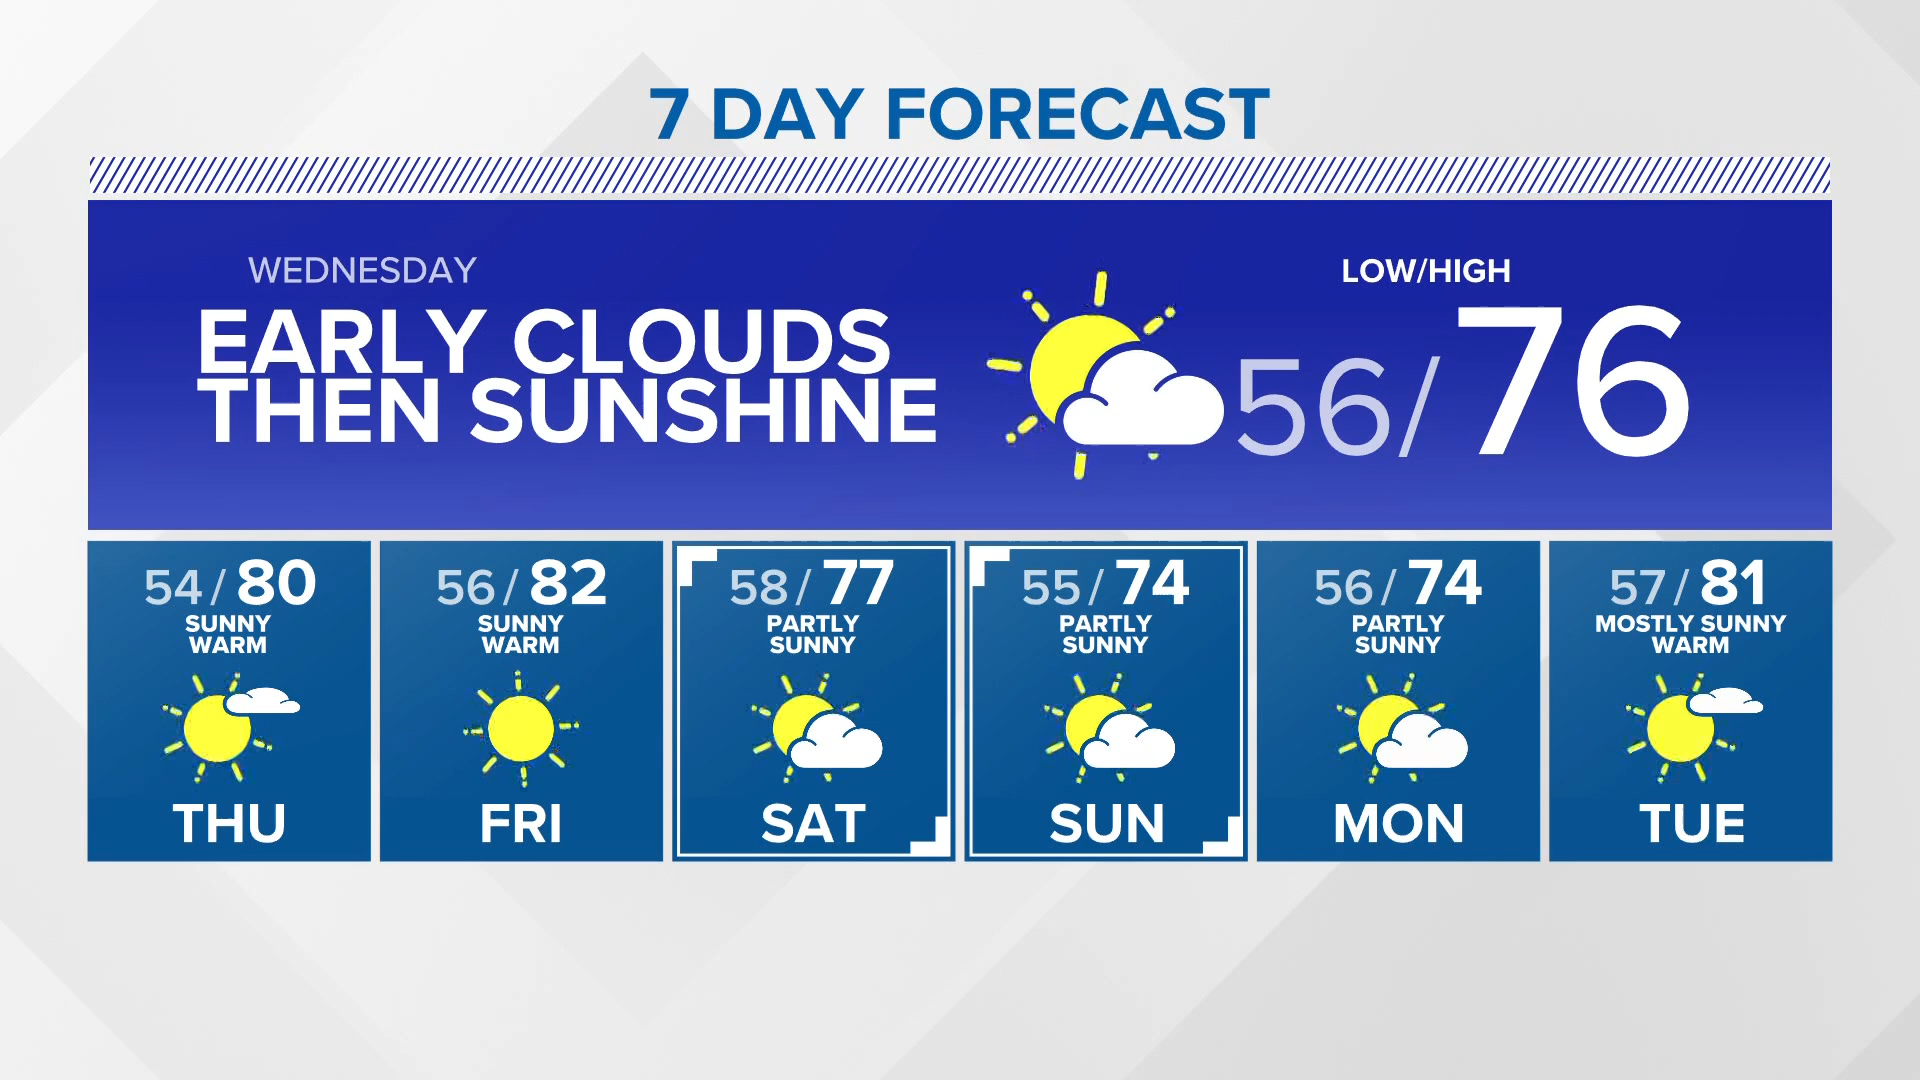 7 DAY FORECAST
WEDNESDAY
EARLY CLOUDS
THEN SUNSHINE
LOW/HIGH
56/76
54/80
SUNNY
WARM
THU
56/82
SUNNY
WARM
FRI
58/77
PARTLY
SUNNY
SAT
55/74
PARTLY
SUNNY
SUN
56/74
PARTLY
SUNNY
MON
57/81
MOSTLY SUNNY
WARM
TUE